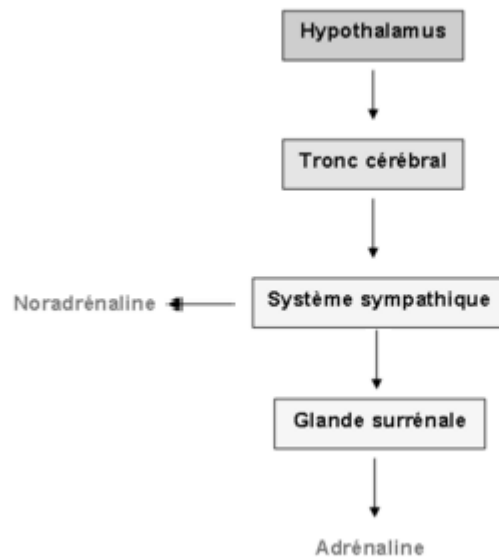 Hypothalamus
Tronc cérébral
Noradrénaline
Système sympathique
Glande surrénale
Adrénaline